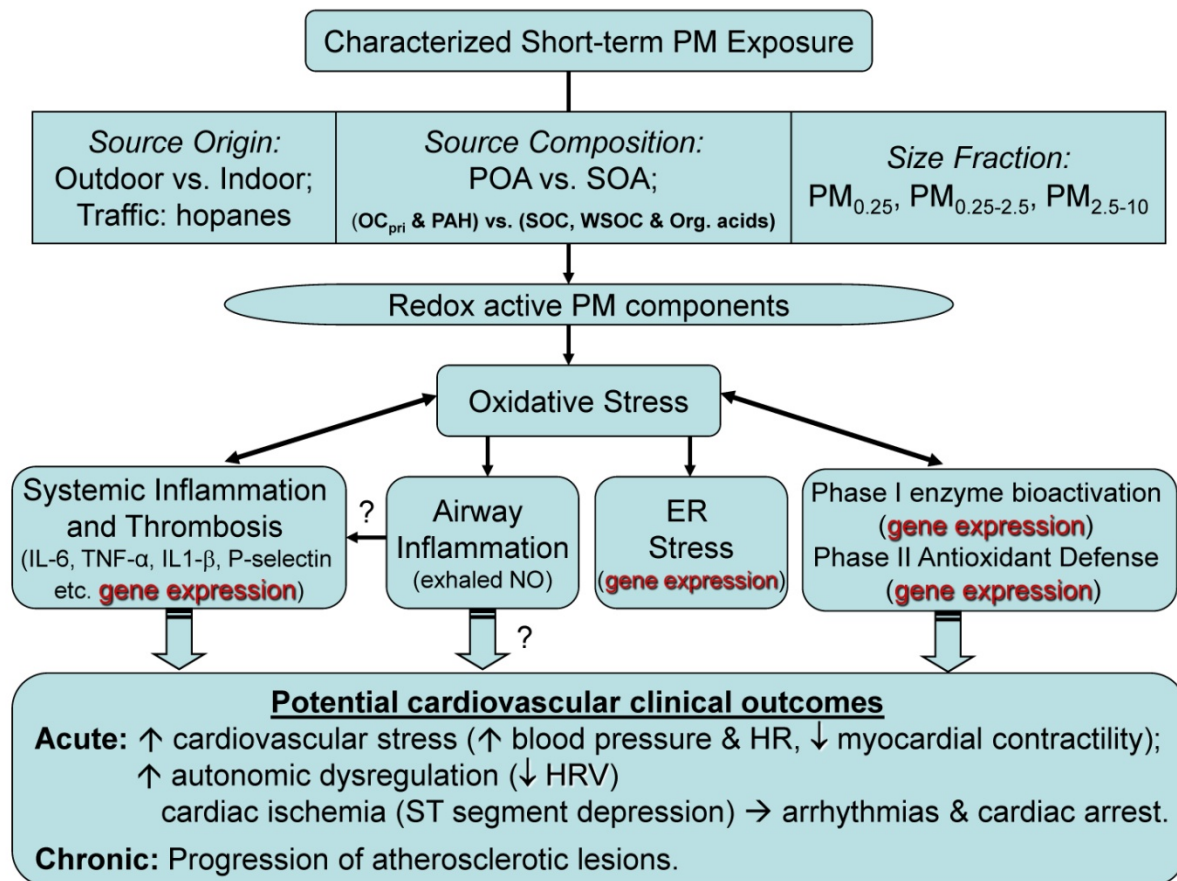 Characterized Short-term PM Exposure
Source Origin:
Outdoor vs. Indoor;
Traffic: hopanes
Source Composition:
POA vs. SOA;
(OCpri & PAH) vs. (SOC, WSOC & Org. acids)
Size Fraction:
PM0.25, PM0.25-2.5, PM2.5-10
Redox active PM components
Oxidative Stress
Systemic Inflammation
and Thrombosis
(IL-6, TNF-α, IL1-β, P-selectin
etc. gene expression)
?
Airway
Inflammation
(exhaled NO)
ER
Stress
(gene expression)
Phase I enzyme bioactivation
(gene expression)
Phase II Antioxidant Defense
(gene expression)
?
Potential cardiovascular clinical outcomes
Acute: ↑ cardiovascular stress (↑ blood pressure & HR, ↓ myocardial contractility);
↑ autonomic dysregulation (↓ HRV)
cardiac ischemia (ST segment depression) → arrhythmias & cardiac arrest.
Chronic: Progression of atherosclerotic lesions.